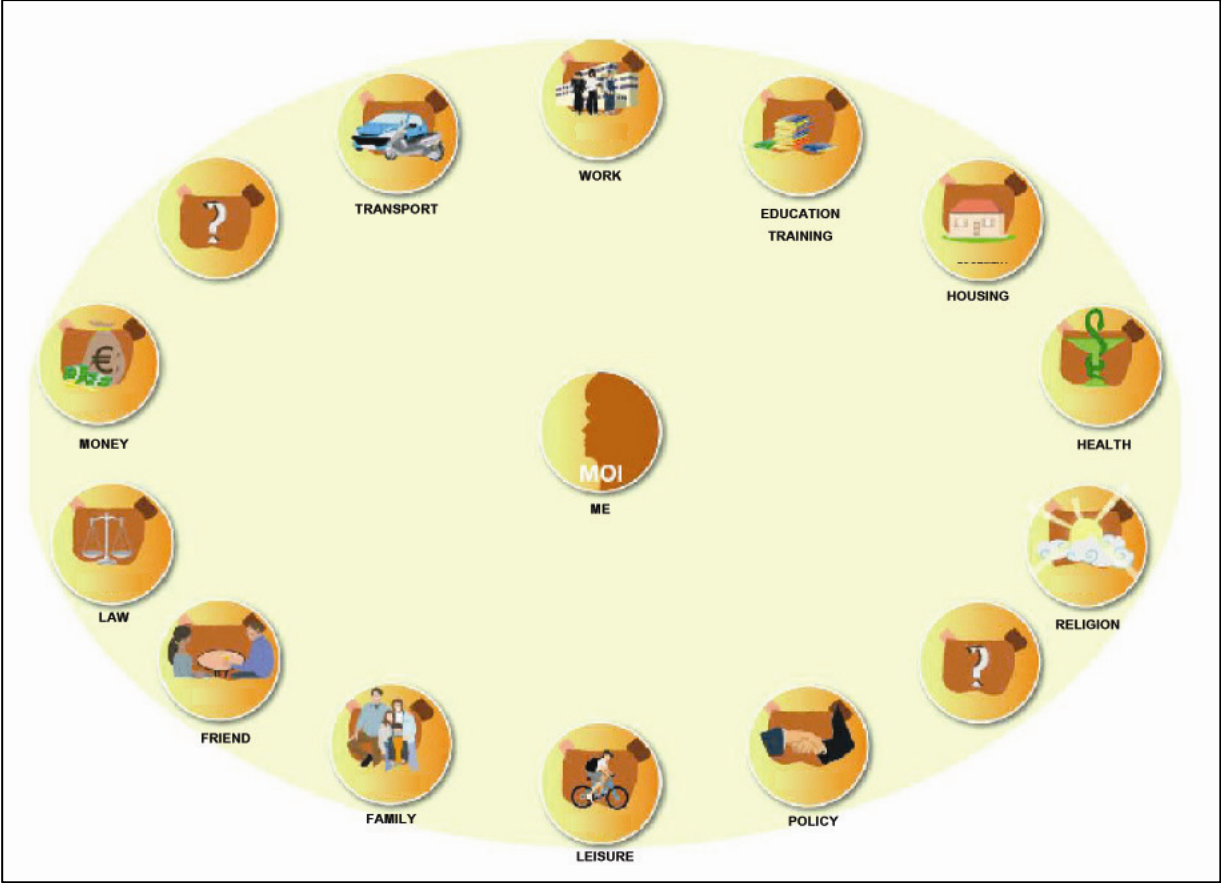 WORK
TRANSPORT
EDUCATION
TRAINING
?
HOUSING
€
MONEY
HEALTH
MOI
ME
LAW
RELIGION
?
FRIEND
FAMILY
POLICY
LEISURE